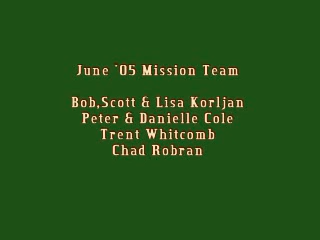 June '05 Mission Team
Bob,Scott & Lisa Korljan
Peter & Danielle Cole
Trent Whitcomb
Chad Robran